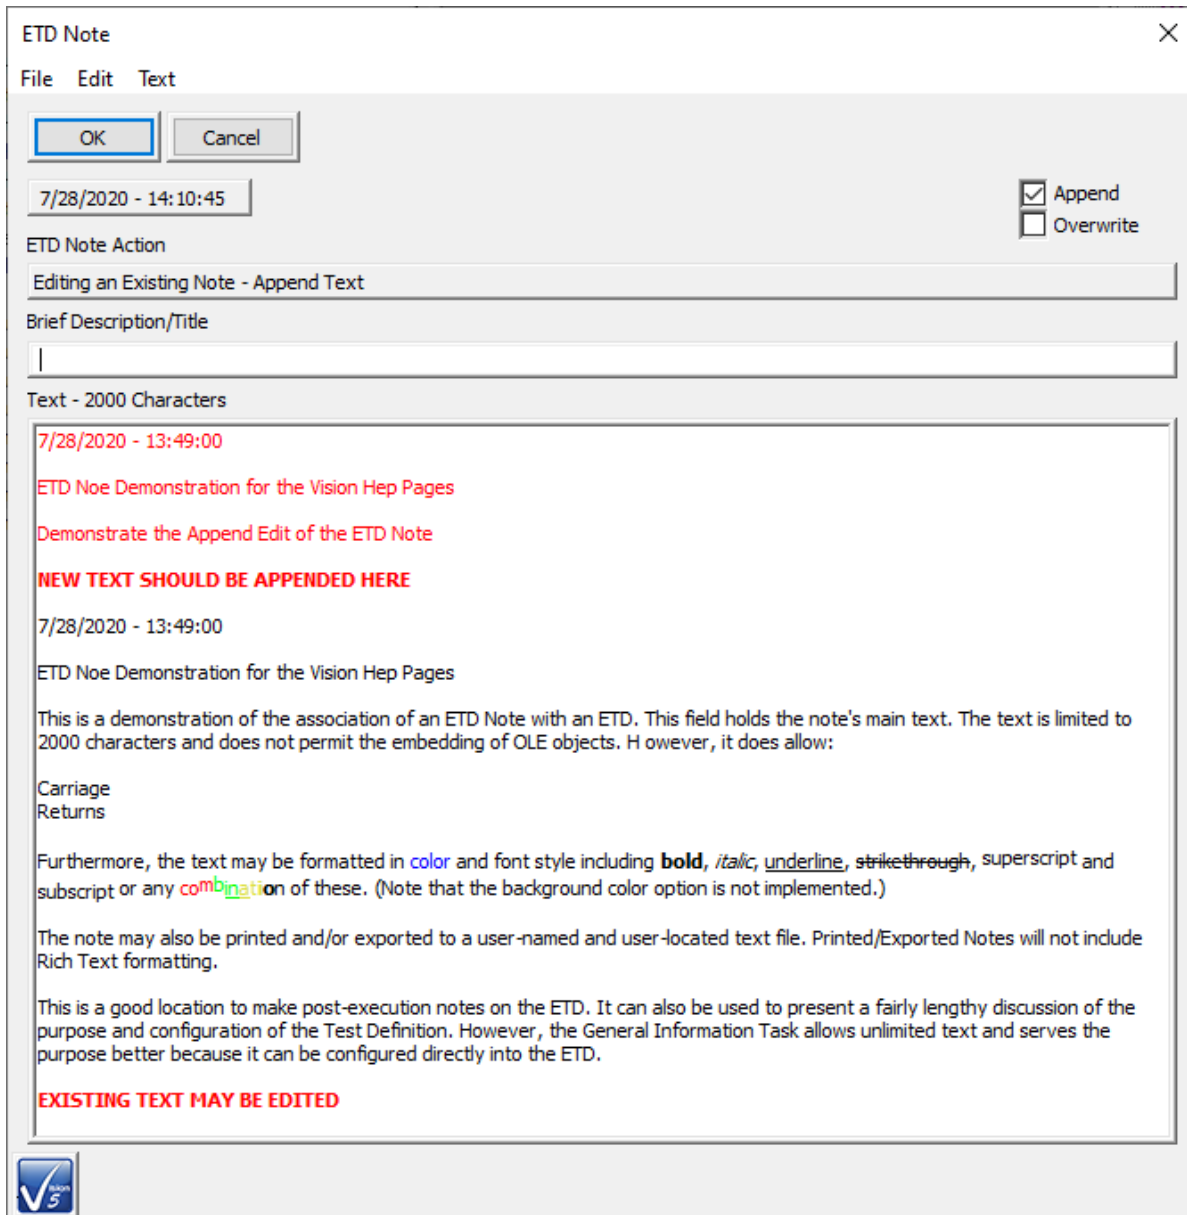 ETD Note
File Edit Text
OK Cancel
7/28/2020 - 14:10:45
Append
Overwrite
ETD Note Action
Editing an Existing Note - Append Text
Brief Description/Title
Text - 2000 Characters
7/28/2020 - 13:49:00
ETD Noe Demonstration for the Vision Hep Pages
Demonstrate the Append Edit of the ETD Note
NEW TEXT SHOULD BE APPENDED HERE
7/28/2020 - 13:49:00
ETD Noe Demonstration for the Vision Hep Pages
This is a demonstration of the association of an ETD Note with an ETD. This field holds the note's main text. The text is limited to
2000 characters and does not permit the embedding of OLE objects. H owever, it does allow:
Carriage
Returns
Furthermore, the text may be formatted in color and font style including bold, italic, underline, strikethrough, superscript and
subscript or any combination of these. (Note that the background color option is not implemented.)
The note may also be printed and/or exported to a user-named and user-located text file. Printed/Exported Notes will not include
Rich Text formatting.
This is a good location to make post-execution notes on the ETD. It can also be used to present a fairly lengthy discussion of the
purpose and configuration of the Test Definition. However, the General Information Task allows unlimited text and serves the
purpose better because it can be configured directly into the ETD.
EXISTING TEXT MAY BE EDITED
Vision 5